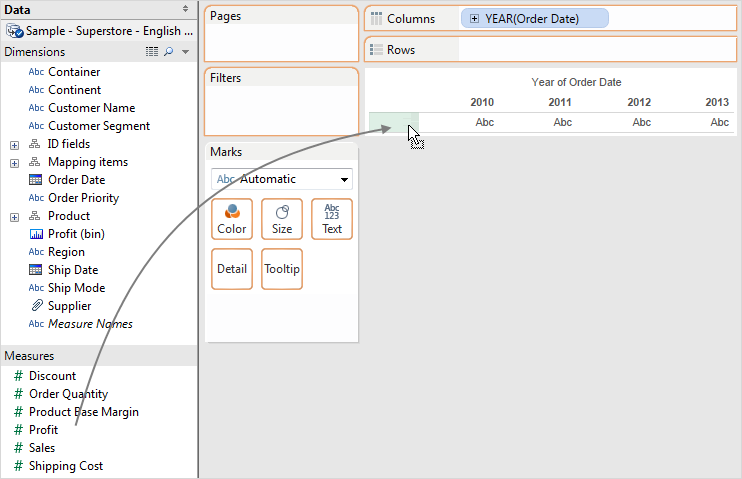 Data
Sample - Superstore - English ...
Dimensions
Abc Container
Abc Continent
Abc Customer Name
Abc Customer Segment
ID fields
Mapping items
Order Date
Abc Order Priority
Product
Profit (bin)
Abc Region
Ship Date
Abc Ship Mode
Supplier
Abc Measure Names
Measures
# Discount
# Order Quantity
# Product Base Margin
# Profit
# Sales
# Shipping Cost
Pages
Filters
Marks
Abc Automatic
Color Size Abc 123 Text
Detail Tooltip
Columns YEAR(Order Date)
Rows
Year of Order Date
2010 2011 2012 2013
Abc Abc Abc Abc